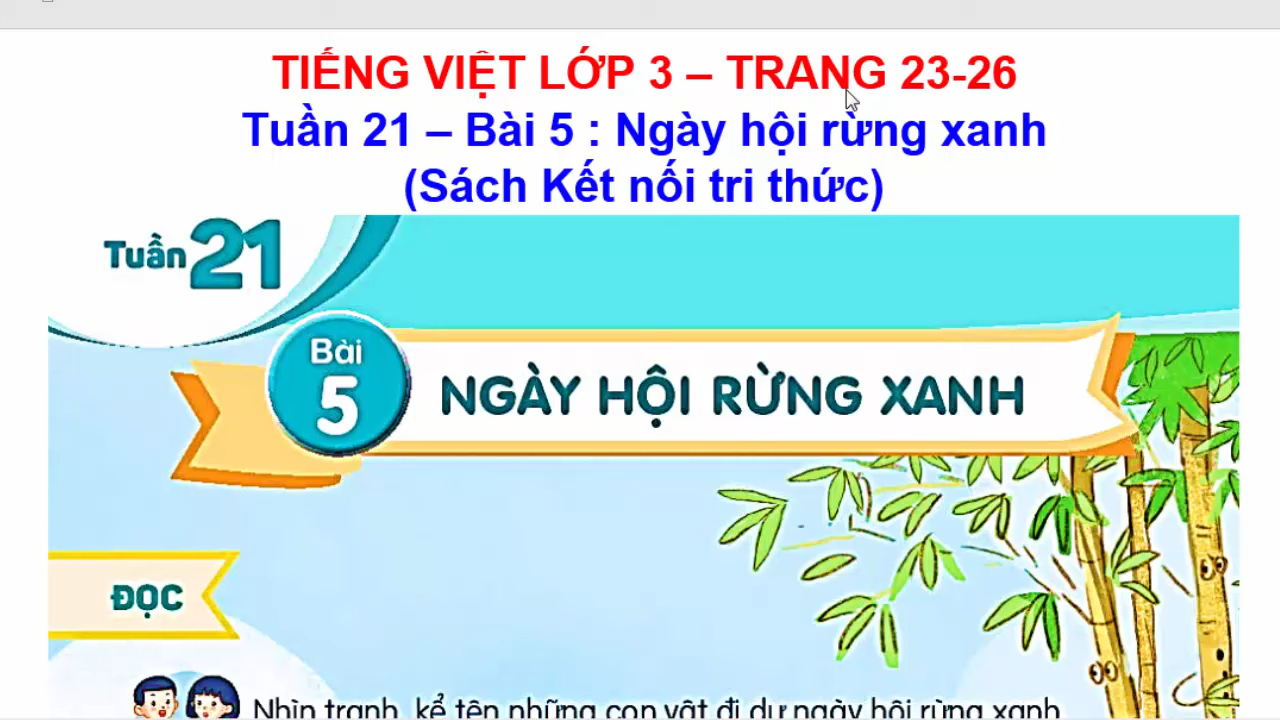 TIẾNG VIỆT LỚP 3 – TRANG 23-26
Tuần 21 – Bài 5 : Ngày hội rừng xanh
(Sách Kết nối tri thức)
Tuần 21
Bài
5
NGÀY HỘI RỪNG XANH
ĐỌC
Nhìn tranh, kể tên những con vật đi dự ngày hội rừng xanh